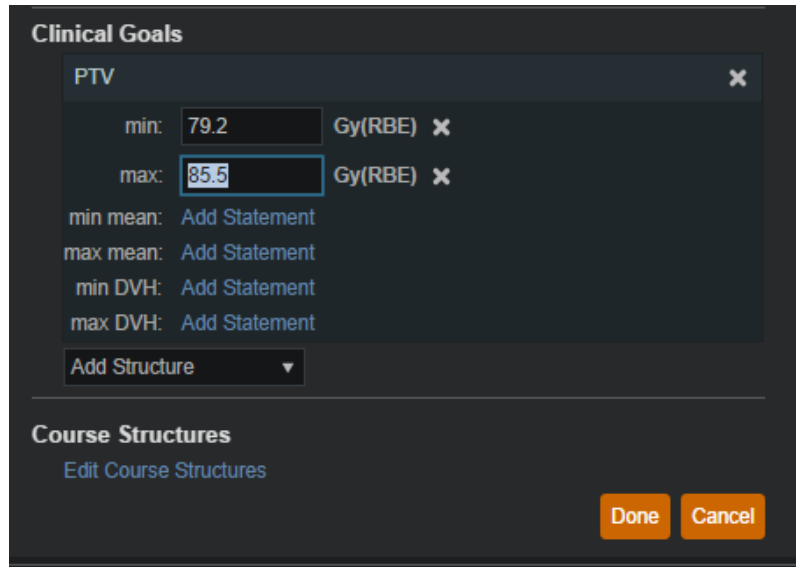 Clinical Goals
PTV ✖
min: 79.2 Gy(RBE) ✖
max: 85.5 Gy(RBE) ✖
min mean: Add Statement
max mean: Add Statement
min DVH: Add Statement
max DVH: Add Statement
Add Structure ▼
Course Structures
Edit Course Structures
Done Cancel